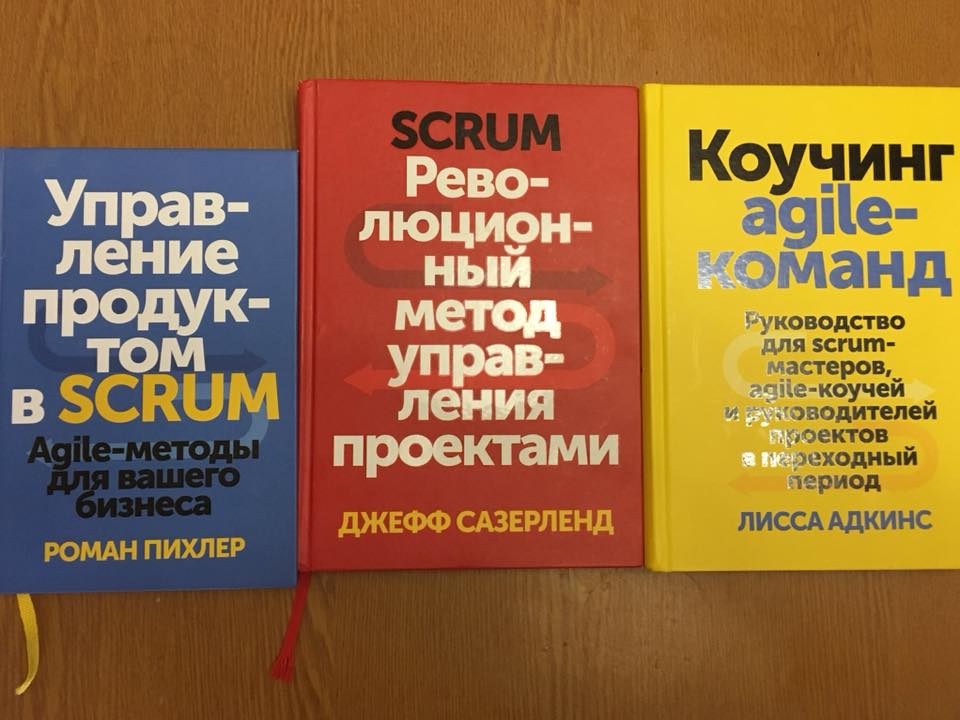 Управ-
ление
продук-
том
в SCRUM
Agile-методы
для вашего
бизнеса
РОМАН ПИХЛЕР
SCRUM
Рево-
люцион-
ный
метод
управ-
ления
проектами
ДЖЕФФ САЗЕРЛЕНД
Коучинг
agile-
команд
Руководство
для scrum-
мастеров,
agile-коучей
и руководителей
проектов
в переходный
период
ЛИССА АДКИНС